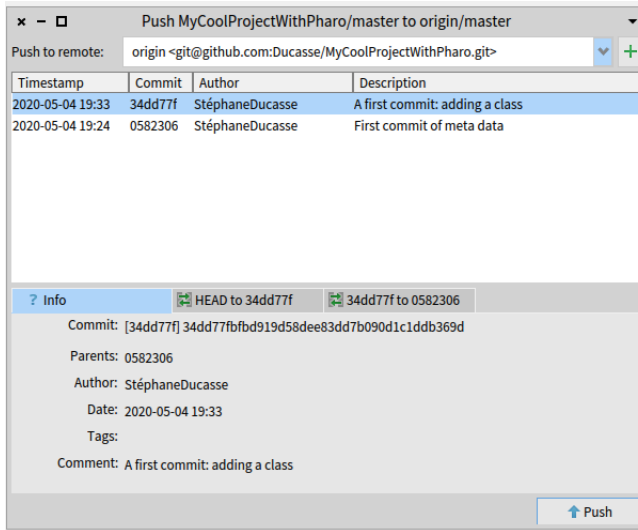 Push MyCoolProjectWithPharo/master to origin/master
Push to remote: origin <git@github.com:Ducasse/MyCoolProjectWithPharo.git>
Timestamp Commit Author Description
2020-05-04 19:33 34dd77f StéphaneDucasse A first commit: adding a class
2020-05-04 19:24 0582306 StéphaneDucasse First commit of meta data
? Info HEAD to 34dd77f 34dd77f to 0582306
Commit: [34dd77f] 34dd77fbfbd919d58dee83dd7b090d1c1ddb369d
Parents: 0582306
Author: StéphaneDucasse
Date: 2020-05-04 19:33
Tags:
Comment: A first commit: adding a class
Push